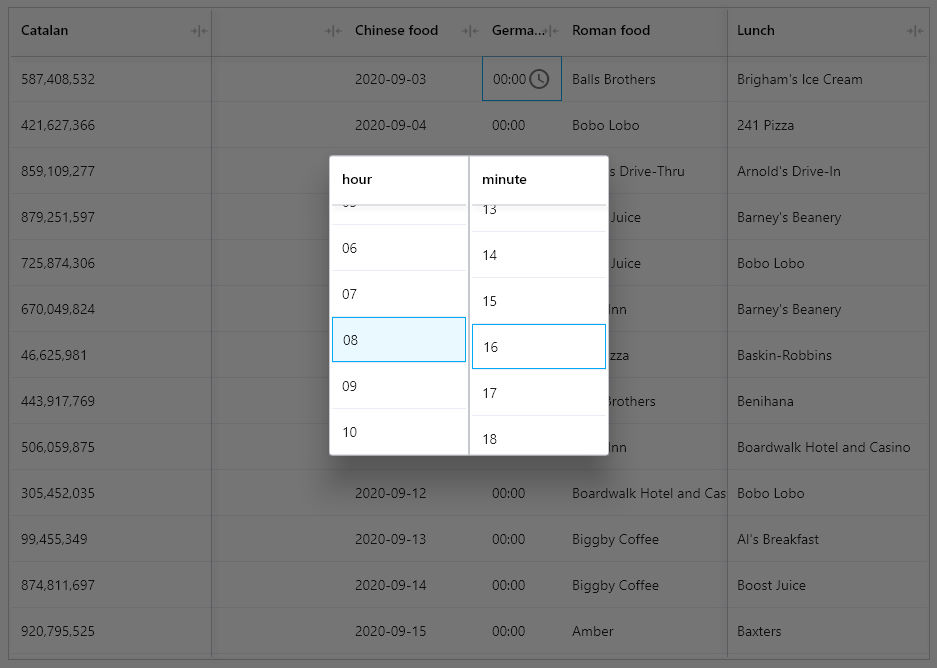 Catalan Chinese food Germa... Roman food Lunch
587,408,532 2020-09-03 00:00 Balls Brothers Brigham's Ice Cream
421,627,366 2020-09-04 00:00 Bobo Lobo 241 Pizza
859,109,277 s Drive-Thru Arnold's Drive-In
879,251,597 Juice Barney's Beanery
725,874,306 Juice Bobo Lobo
670,049,824 nn Barney's Beanery
46,625,981 zza Baskin-Robbins
443,917,769 Brothers Benihana
506,059,875 nn Boardwalk Hotel and Casino
305,452,035 2020-09-12 00:00 Boardwalk Hotel and Cas Bobo Lobo
99,455,349 2020-09-13 00:00 Biggby Coffee Al's Breakfast
874,811,697 2020-09-14 00:00 Biggby Coffee Boost Juice
920,795,525 2020-09-15 00:00 Amber Baxters
hour minute
13
06 14
07 15
08 16
09 17
10 18